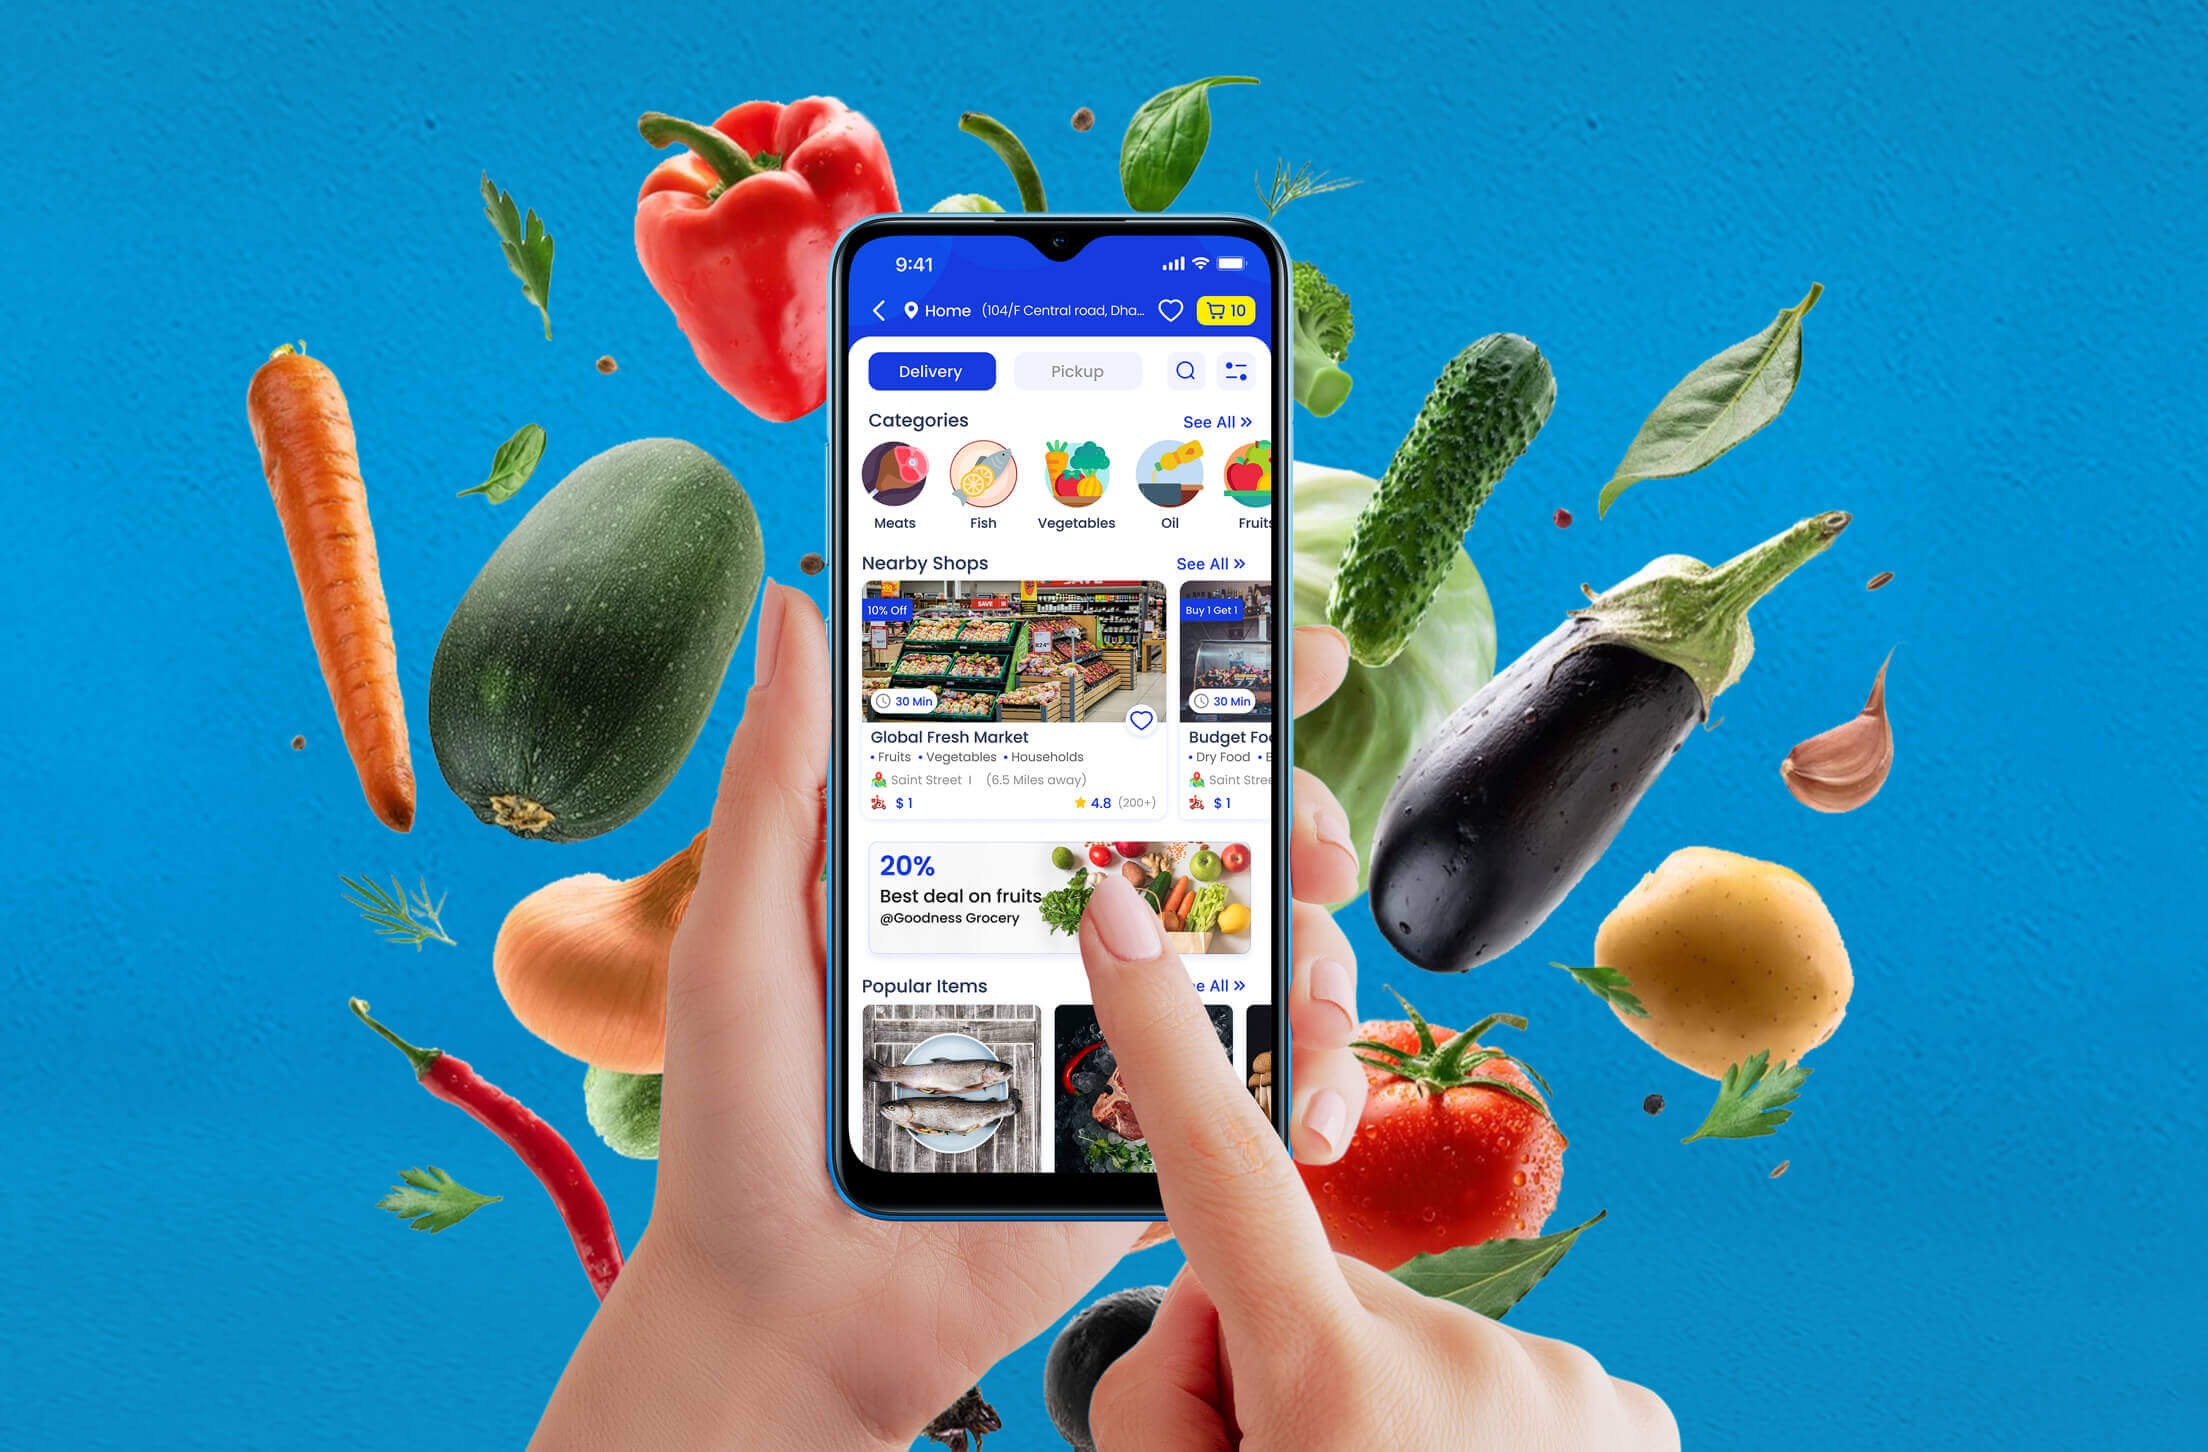 9:41
Home (104/F Central road, Dha...
10
Delivery
Pickup
Categories
See All »
Meats
Fish
Vegetables
Oil
Fruits
Nearby Shops
See All »
SAVE
10% Off
30 Min
Global Fresh Market
• Fruits • Vegetables • Households
Saint Street | (6.5 Miles away)
$ 1
4.8 (200+)
Buy 1 Get 1
30 Min
Budget Fo
• Dry Food •
Saint Stree
$ 1
20%
Best deal on fruits
@Goodness Grocery
Popular Items
e All »